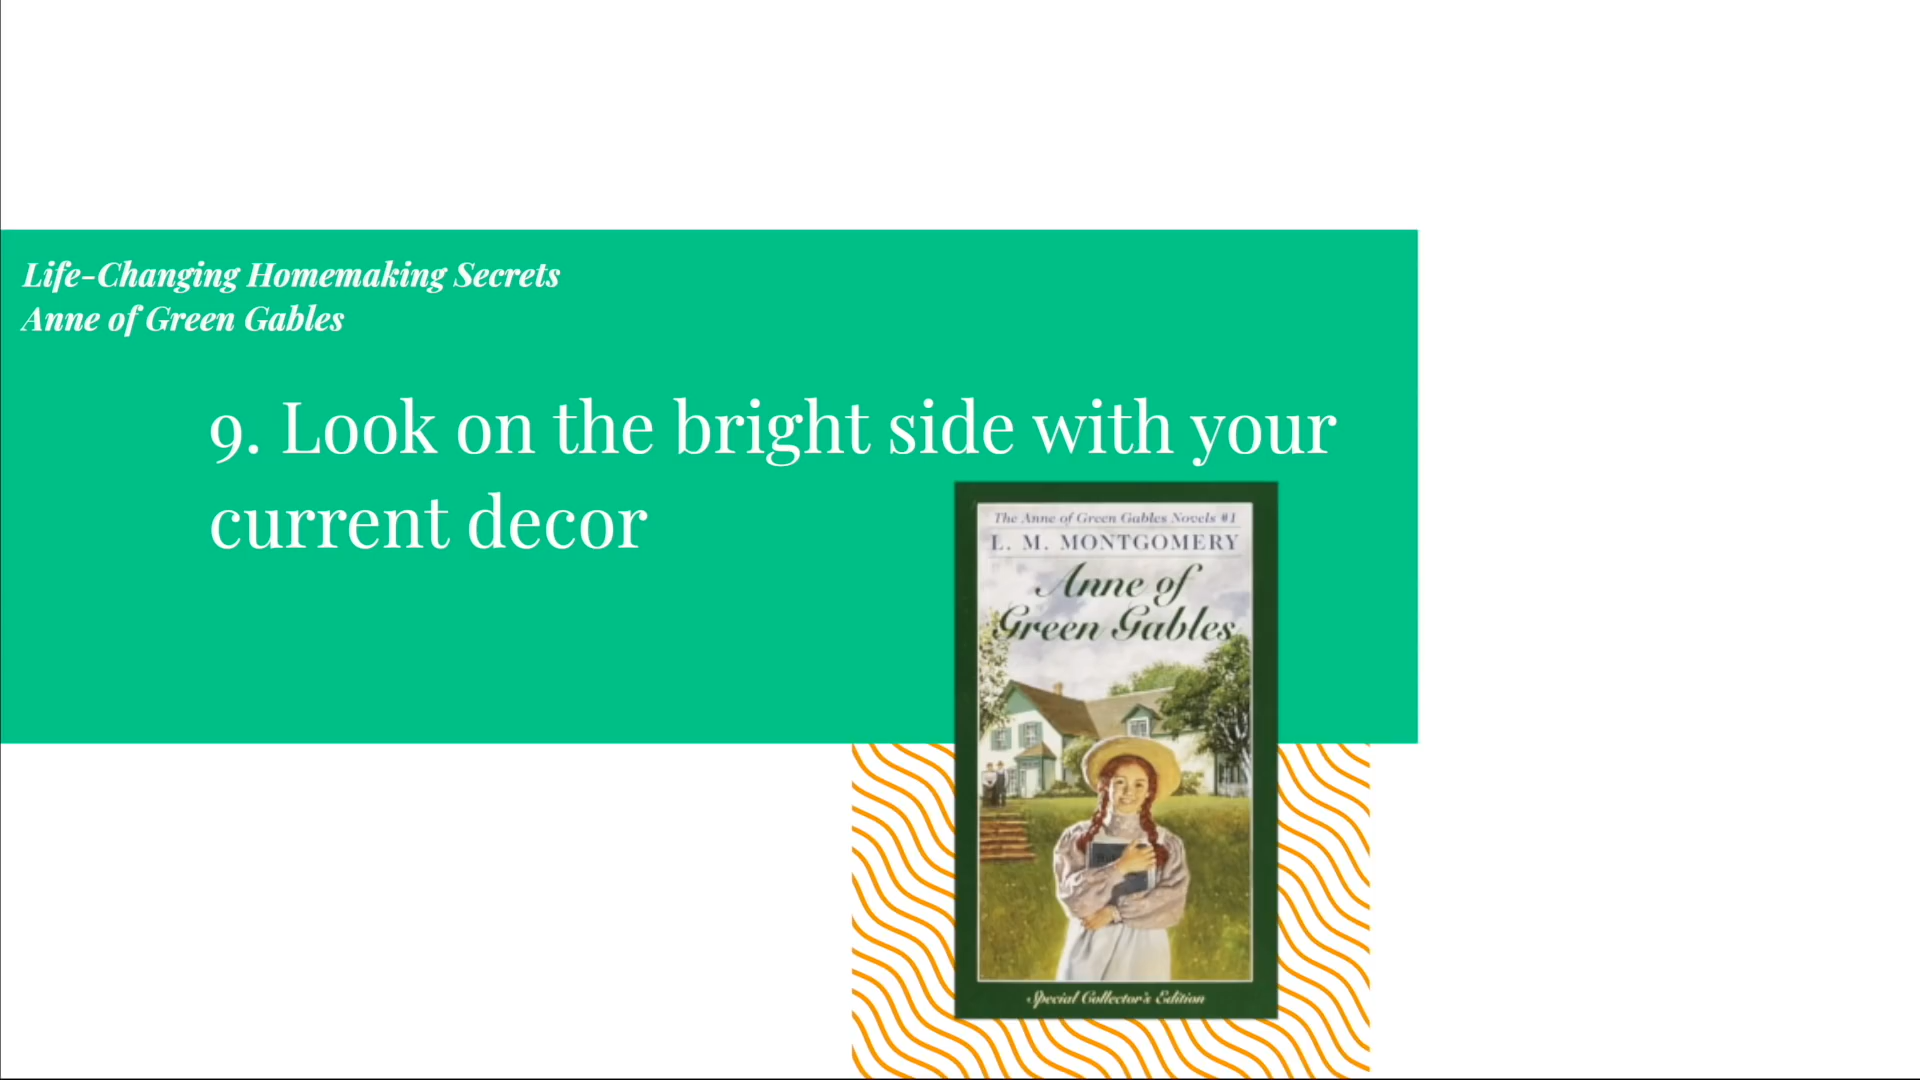 Life-Changing Homemaking Secrets
Anne of Green Gables
9. Look on the bright side with your
current decor
The Anne of Green Gables Novels #1
L. M. MONTGOMERY
Anne of
Green Gables
Special Collector's Edition